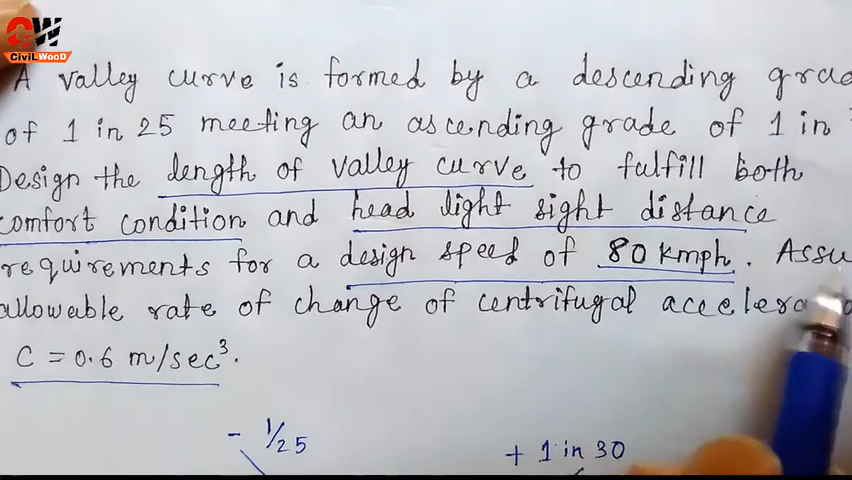 CW
CiviLWooD
A valley curve is formed by a descending grad
of 1 in 25 meeting an ascending grade of 1 in
Design the length of valley curve to fulfill both
comfort condition and head light sight distance
requirements for a design speed of 80 kmph. Assu
allowable rate of change of centrifugal accelera
C = 0.6 m/sec³.
- 1/25
+ 1 in 30